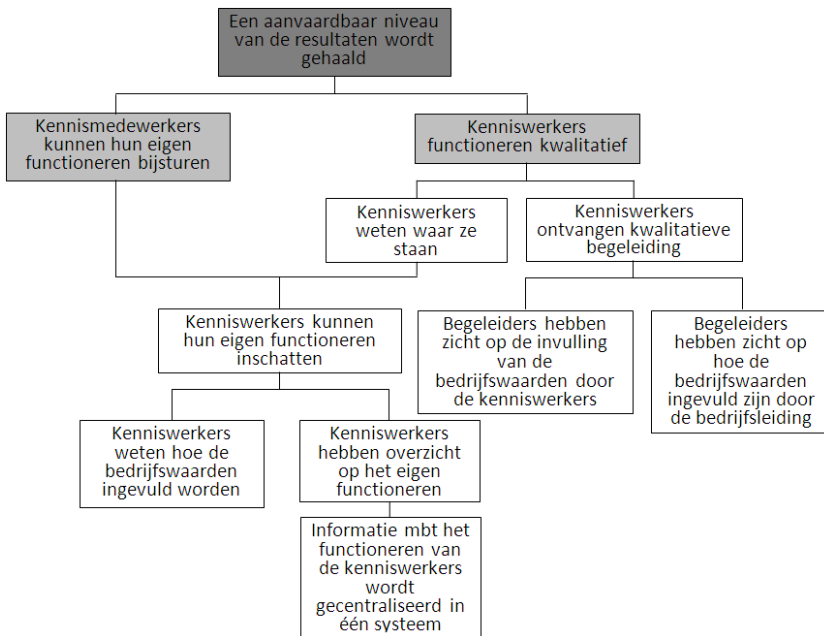 Een aanvaardbaar niveau
van de resultaten wordt
gehaald
Kennismedewerkers
kunnen hun eigen
functioneren bijsturen
Kenniswerkers
functioneren kwalitatief
Kenniswerkers
weten waar ze
staan
Kenniswerkers
ontvangen kwalitatieve
begeleiding
Kenniswerkers kunnen
hun eigen functioneren
inschatten
Begeleiders hebben
zicht op de invulling
van de
bedrijfswaarden door
de kenniswerkers
Begeleiders
hebben zicht op
hoe de
bedrijfswaarden
ingevuld zijn door
de bedrijfsleiding
Kenniswerkers
weten hoe de
bedrijfswaarden
ingevuld worden
Kenniswerkers
hebben overzicht
op het eigen
functioneren
Informatie mbt het
functioneren van
de kenniswerkers
wordt
gecentraliseerd in
één systeem